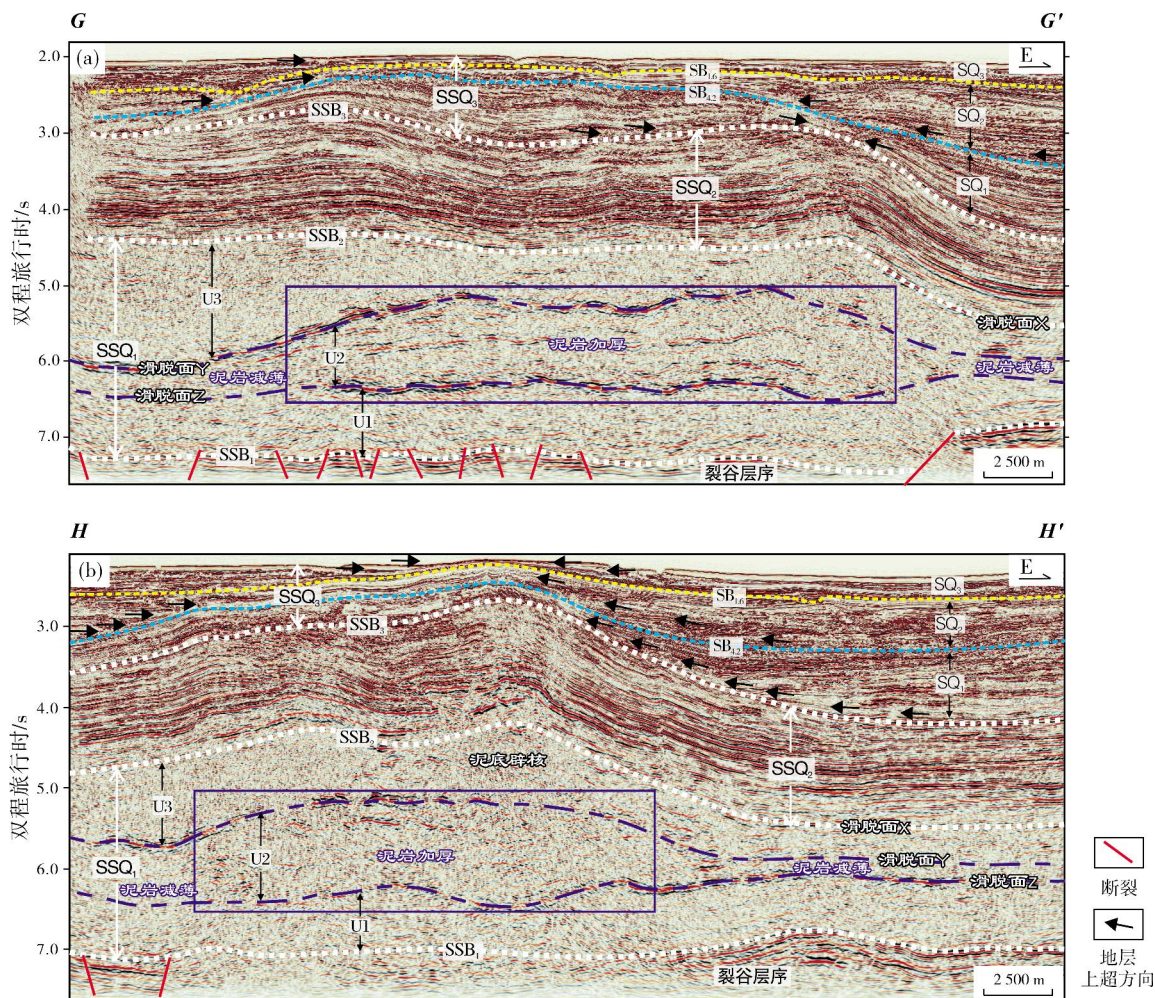 G G′
(a)
E
2.0
3.0
4.0
5.0
6.0
7.0
双程旅行时/s
SB1.6
SB4.2
SQ3
SQ2
SQ1
SSQ3
SSB3
SSQ2
SSB2
U3
SSQ1
滑脱面X
滑脱面Y
泥岩减薄
滑脱面Z
U2
泥岩加厚
泥岩减薄
U1
SSB1
裂谷层序
2 500 m
H H′
(b)
E
3.0
4.0
5.0
6.0
7.0
双程旅行时/s
SSQ3
SB1.6
SB4.2
SQ3
SQ2
SQ1
SSB3
SSB2
泥底辟核
SSQ2
U3
SSQ1
滑脱面X
U2
泥岩加厚
泥岩减薄
泥岩减薄
滑脱面Y
滑脱面Z
U1
SSB1
裂谷层序
2 500 m
断裂
地层
上超方向